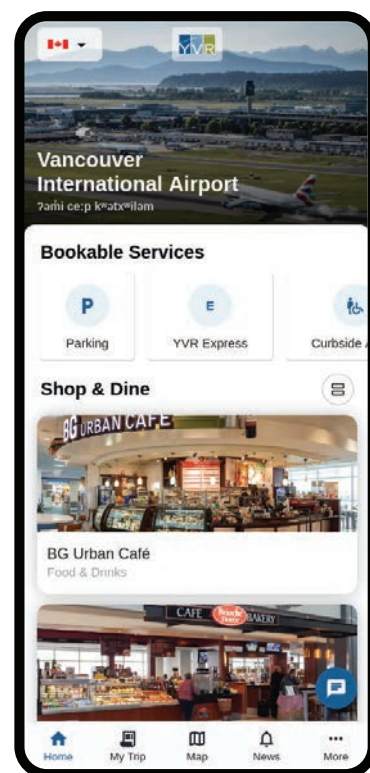 YVR
Vancouver
International Airport
ʔəm̓i ce:p kʷətxʷiləm
Bookable Services
P
E
Parking
YVR Express
Curbside
Shop & Dine
BG URBAN CAFE
BG Urban Café
Food & Drinks
CAFE
BAKERY
Home
My Trip
Map
News
More